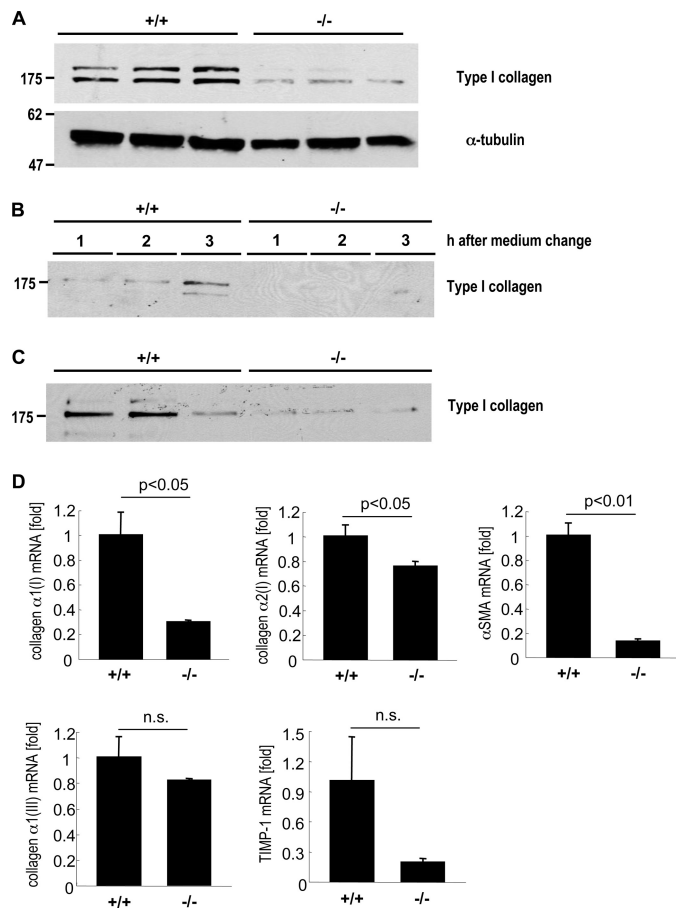 A
+/+ -/-
175
Type I collagen
62
47
α-tubulin
B
+/+ -/-
1 2 3 1 2 3 h after medium change
175
Type I collagen
C
+/+ -/-
175
Type I collagen
D
p<0.05
collagen α1(I) mRNA [fold]
1.2
1
0.8
0.6
0.4
0.2
0
+/+ -/-
p<0.05
collagen α2(I) mRNA [fold]
1.2
1
0.8
0.6
0.4
0.2
0
+/+ -/-
p<0.01
αSMA mRNA [fold]
1.2
1
0.8
0.6
0.4
0.2
0
+/+ -/-
n.s.
collagen α1(III) mRNA [fold]
1.2
1
0.8
0.6
0.4
0.2
0
+/+ -/-
n.s.
TIMP-1 mRNA [fold]
1.5
1.2
0.9
0.6
0.3
0
+/+ -/-